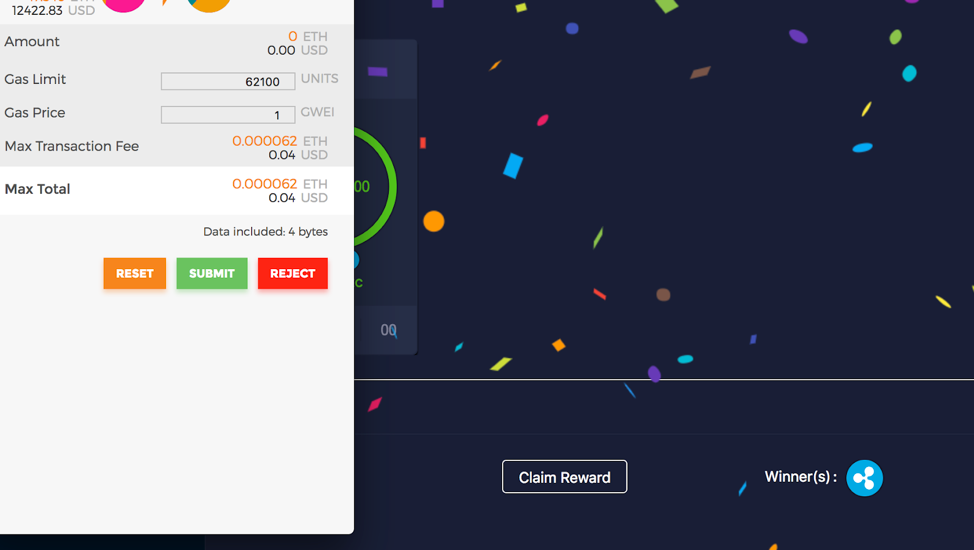 12422.83 USD
Amount
0 ETH
0.00 USD
Gas Limit 62100 UNITS
Gas Price 1 GWEI
Max Transaction Fee
0.000062 ETH
0.04 USD
Max Total
0.000062 ETH
0.04 USD
Data included: 4 bytes
RESET SUBMIT REJECT
00
C
00
Claim Reward
Winner(s) :